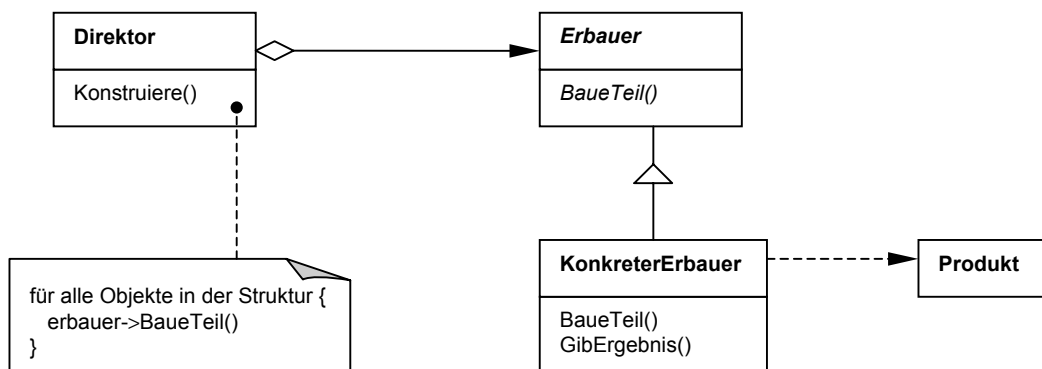 Direktor
Konstruiere()
Erbauer
BaueTeil()
für alle Objekte in der Struktur {
erbauer->BaueTeil()
}
KonkreterErbauer
BaueTeil()
GibErgebnis()
Produkt